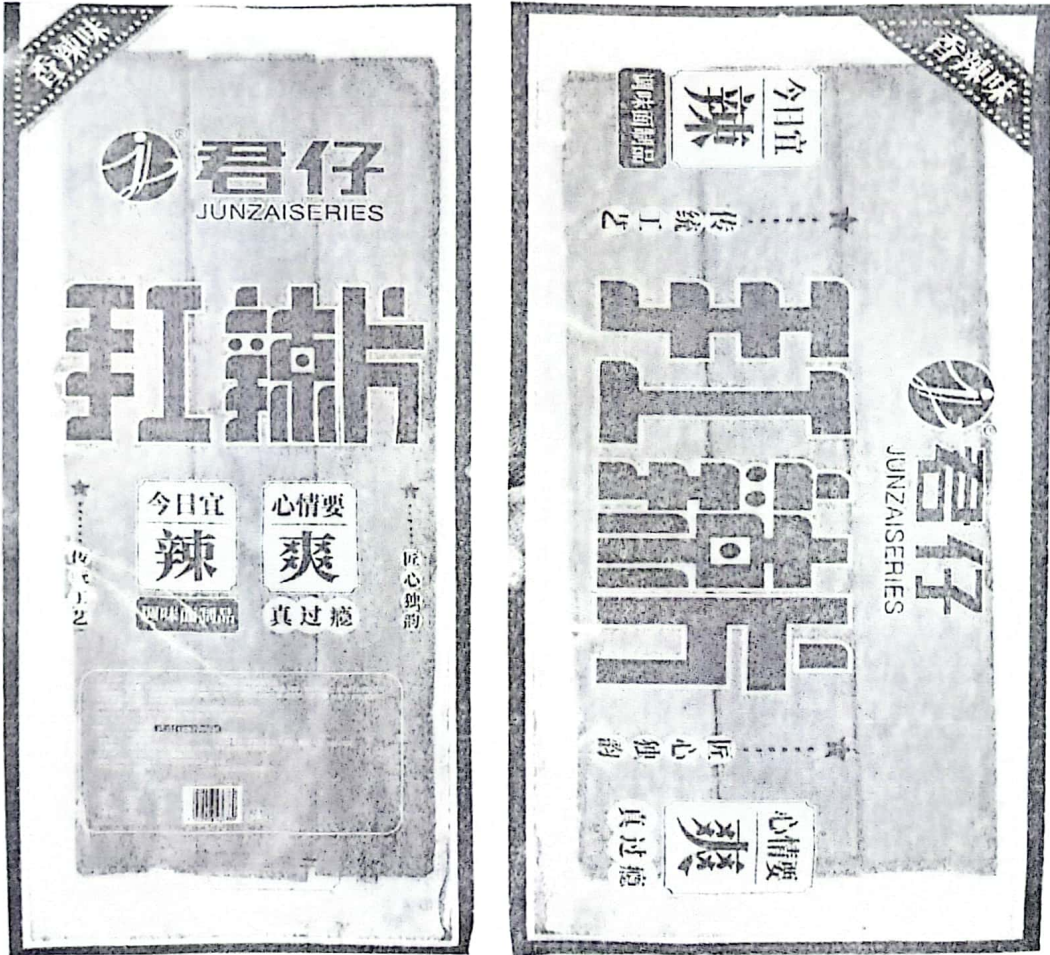 香辣味
君仔
JUNZAISERIES
红辣片
今日宜
辣
调味面制品
心情要
爽
真过瘾
传统工艺
匠心独韵
香辣味
君仔
JUNZAISERIES
红辣片
今日宜
辣
调味面制品
传统工艺
匠心独韵
心情要
爽
真过瘾